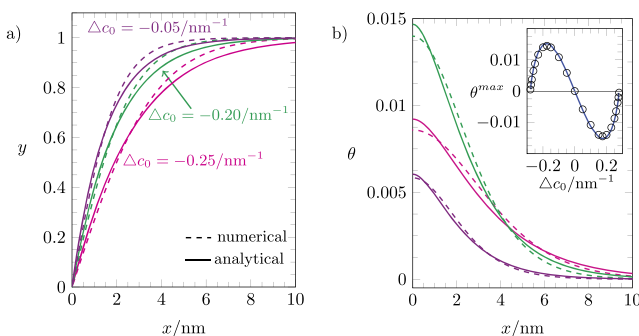 a)
△c₀ = −0.05/nm⁻¹
△c₀ = −0.20/nm⁻¹
△c₀ = −0.25/nm⁻¹
numerical
analytical
y
1
0.8
0.6
0.4
0.2
0
0 2 4 6 8 10
x/nm
b)
θ
0.015
0.01
0.005
0
0 2 4 6 8 10
x/nm
θᵐᵃˣ
0.01
0
−0.01
−0.2 0 0.2
△c₀/nm⁻¹